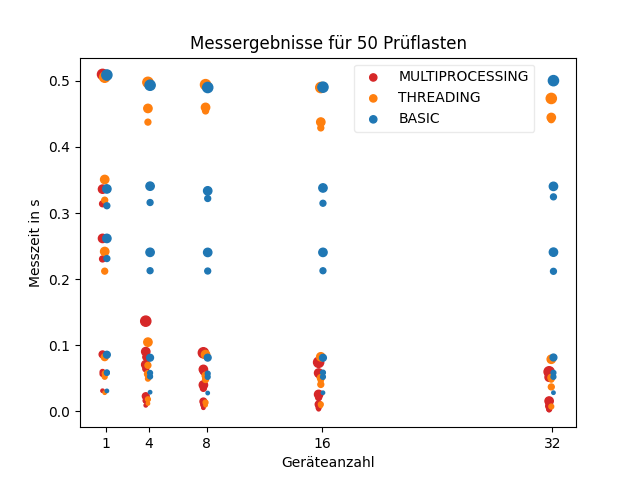 Messergebnisse für 50 Prüflasten
MULTIPROCESSING
THREADING
BASIC
Messzeit in s
0.5
0.4
0.3
0.2
0.1
0.0
1 4 8 16 32
Geräteanzahl